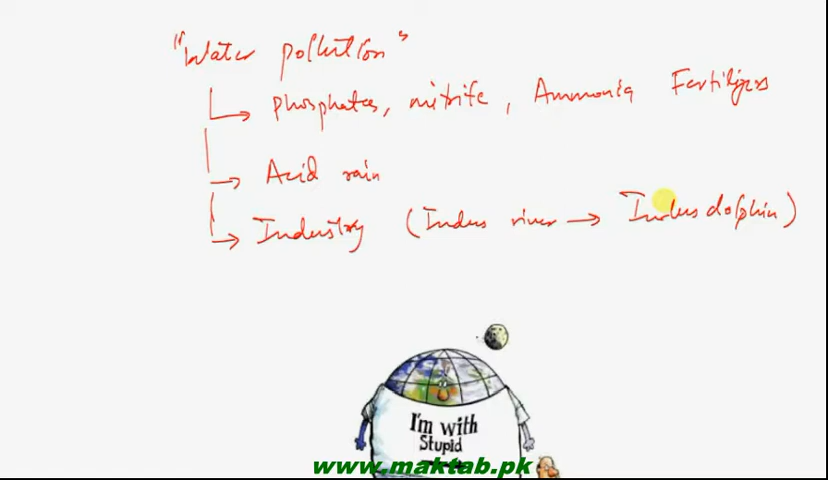 "Water pollution"
Phosphates, nitrite, Ammonia Fertilizers
Acid rain
Industry (Indus river → Indus dolphin)
I'm with
Stupid
www.maktab.pk